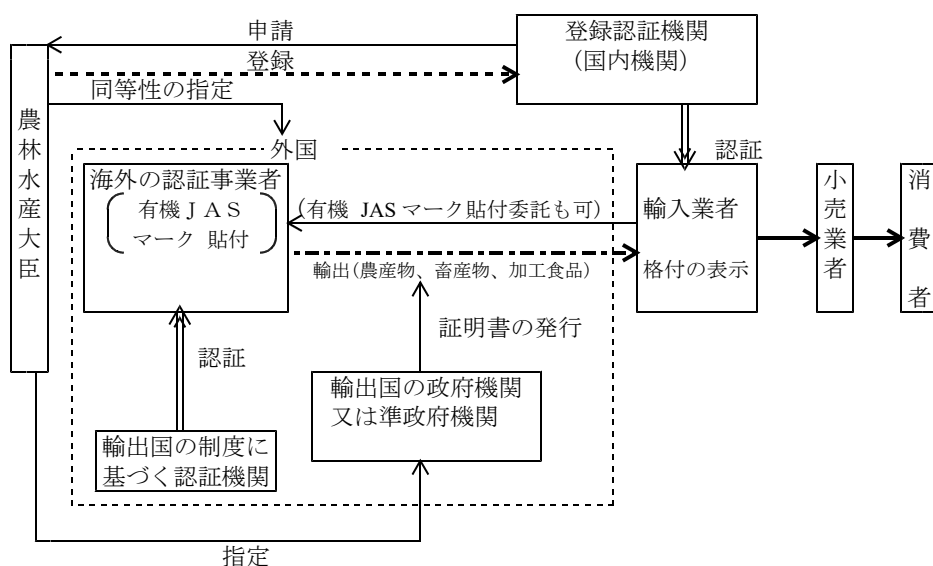 申請
登録認証機関
(国内機関)
登録
同等性の指定
農林水産大臣
外国
認証
海外の認証事業者
有機ＪＡＳ
マーク 貼付
(有機 JASマーク貼付委託も可)
輸入業者
格付の表示
小売業者
消費者
輸出(農産物、畜産物、加工食品)
証明書の発行
認証
輸出国の政府機関
又は準政府機関
輸出国の制度に
基づく認証機関
指定